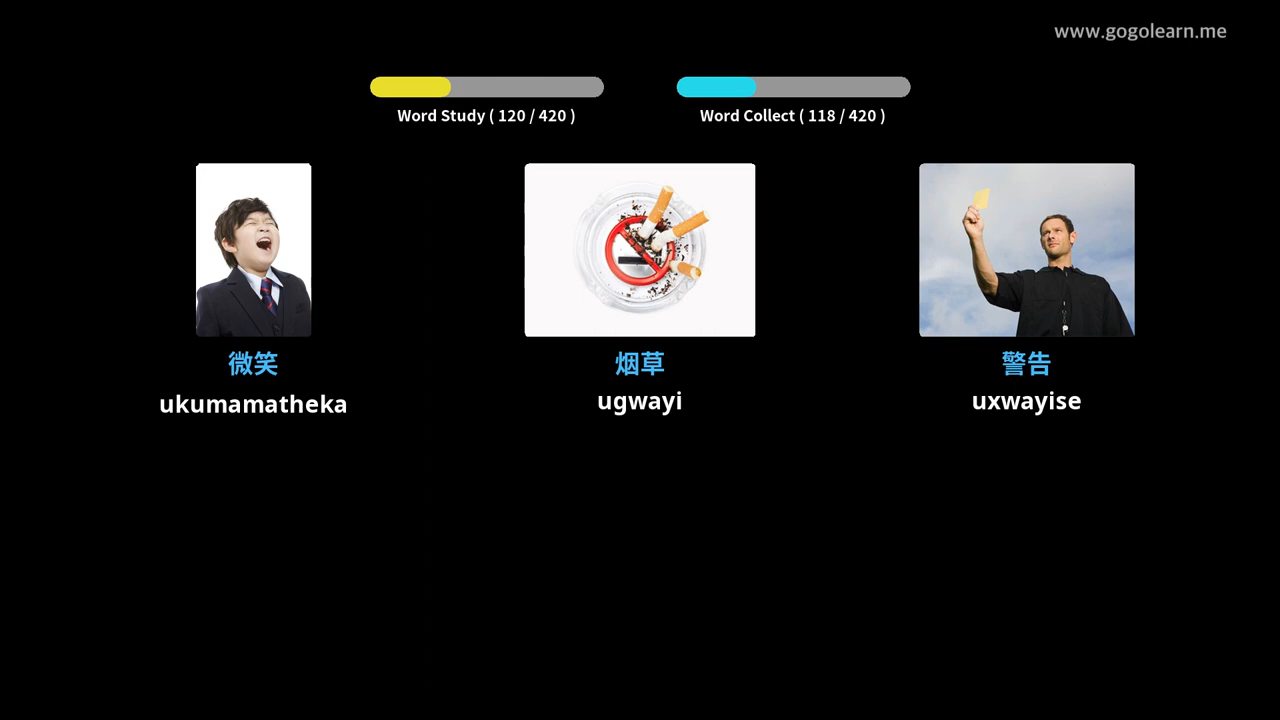 www.gogolearn.me
Word Study ( 120 / 420 )
Word Collect ( 118 / 420 )
微笑
烟草
警告
ukumamatheka
ugwayi
uxwayise